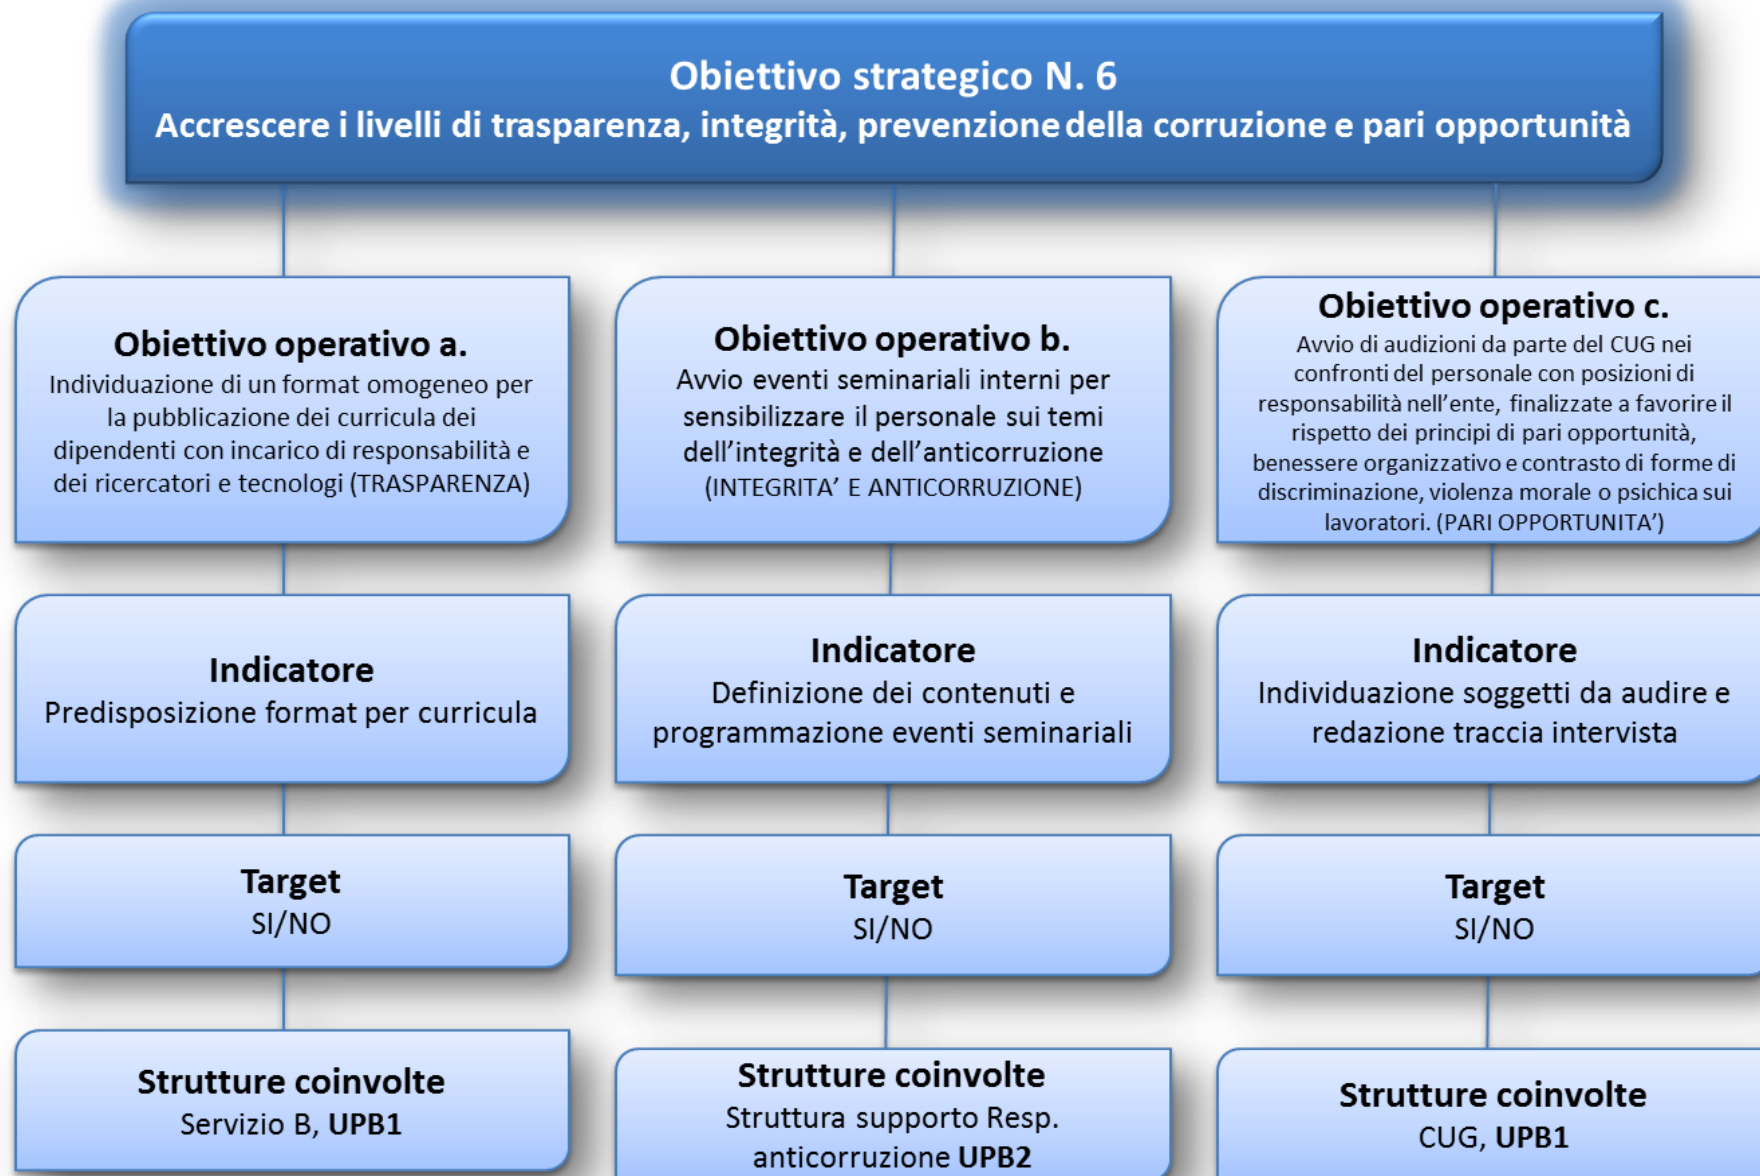 Obiettivo strategico N. 6
Accrescere i livelli di trasparenza, integrità, prevenzione della corruzione e pari opportunità
Obiettivo operativo a.
Individuazione di un format omogeneo per
la pubblicazione dei curricula dei
dipendenti con incarico di responsabilità e
dei ricercatori e tecnologi (TRASPARENZA)
Indicatore
Predisposizione format per curricula
Target
SI/NO
Strutture coinvolte
Servizio B, UPB1
Obiettivo operativo b.
Avvio eventi seminariali interni per
sensibilizzare il personale sui temi
dell'integrità e dell'anticorruzione
(INTEGRITA' E ANTICORRUZIONE)
Indicatore
Definizione dei contenuti e
programmazione eventi seminariali
Target
SI/NO
Strutture coinvolte
Struttura supporto Resp.
anticorruzione UPB2
Obiettivo operativo c.
Avvio di audizioni da parte del CUG nei
confronti del personale con posizioni di
responsabilità nell'ente, finalizzate a favorire il
rispetto dei principi di pari opportunità,
benessere organizzativo e contrasto di forme di
discriminazione, violenza morale o psichica sui
lavoratori. (PARI OPPORTUNITA')
Indicatore
Individuazione soggetti da audire e
redazione traccia intervista
Target
SI/NO
Strutture coinvolte
CUG, UPB1